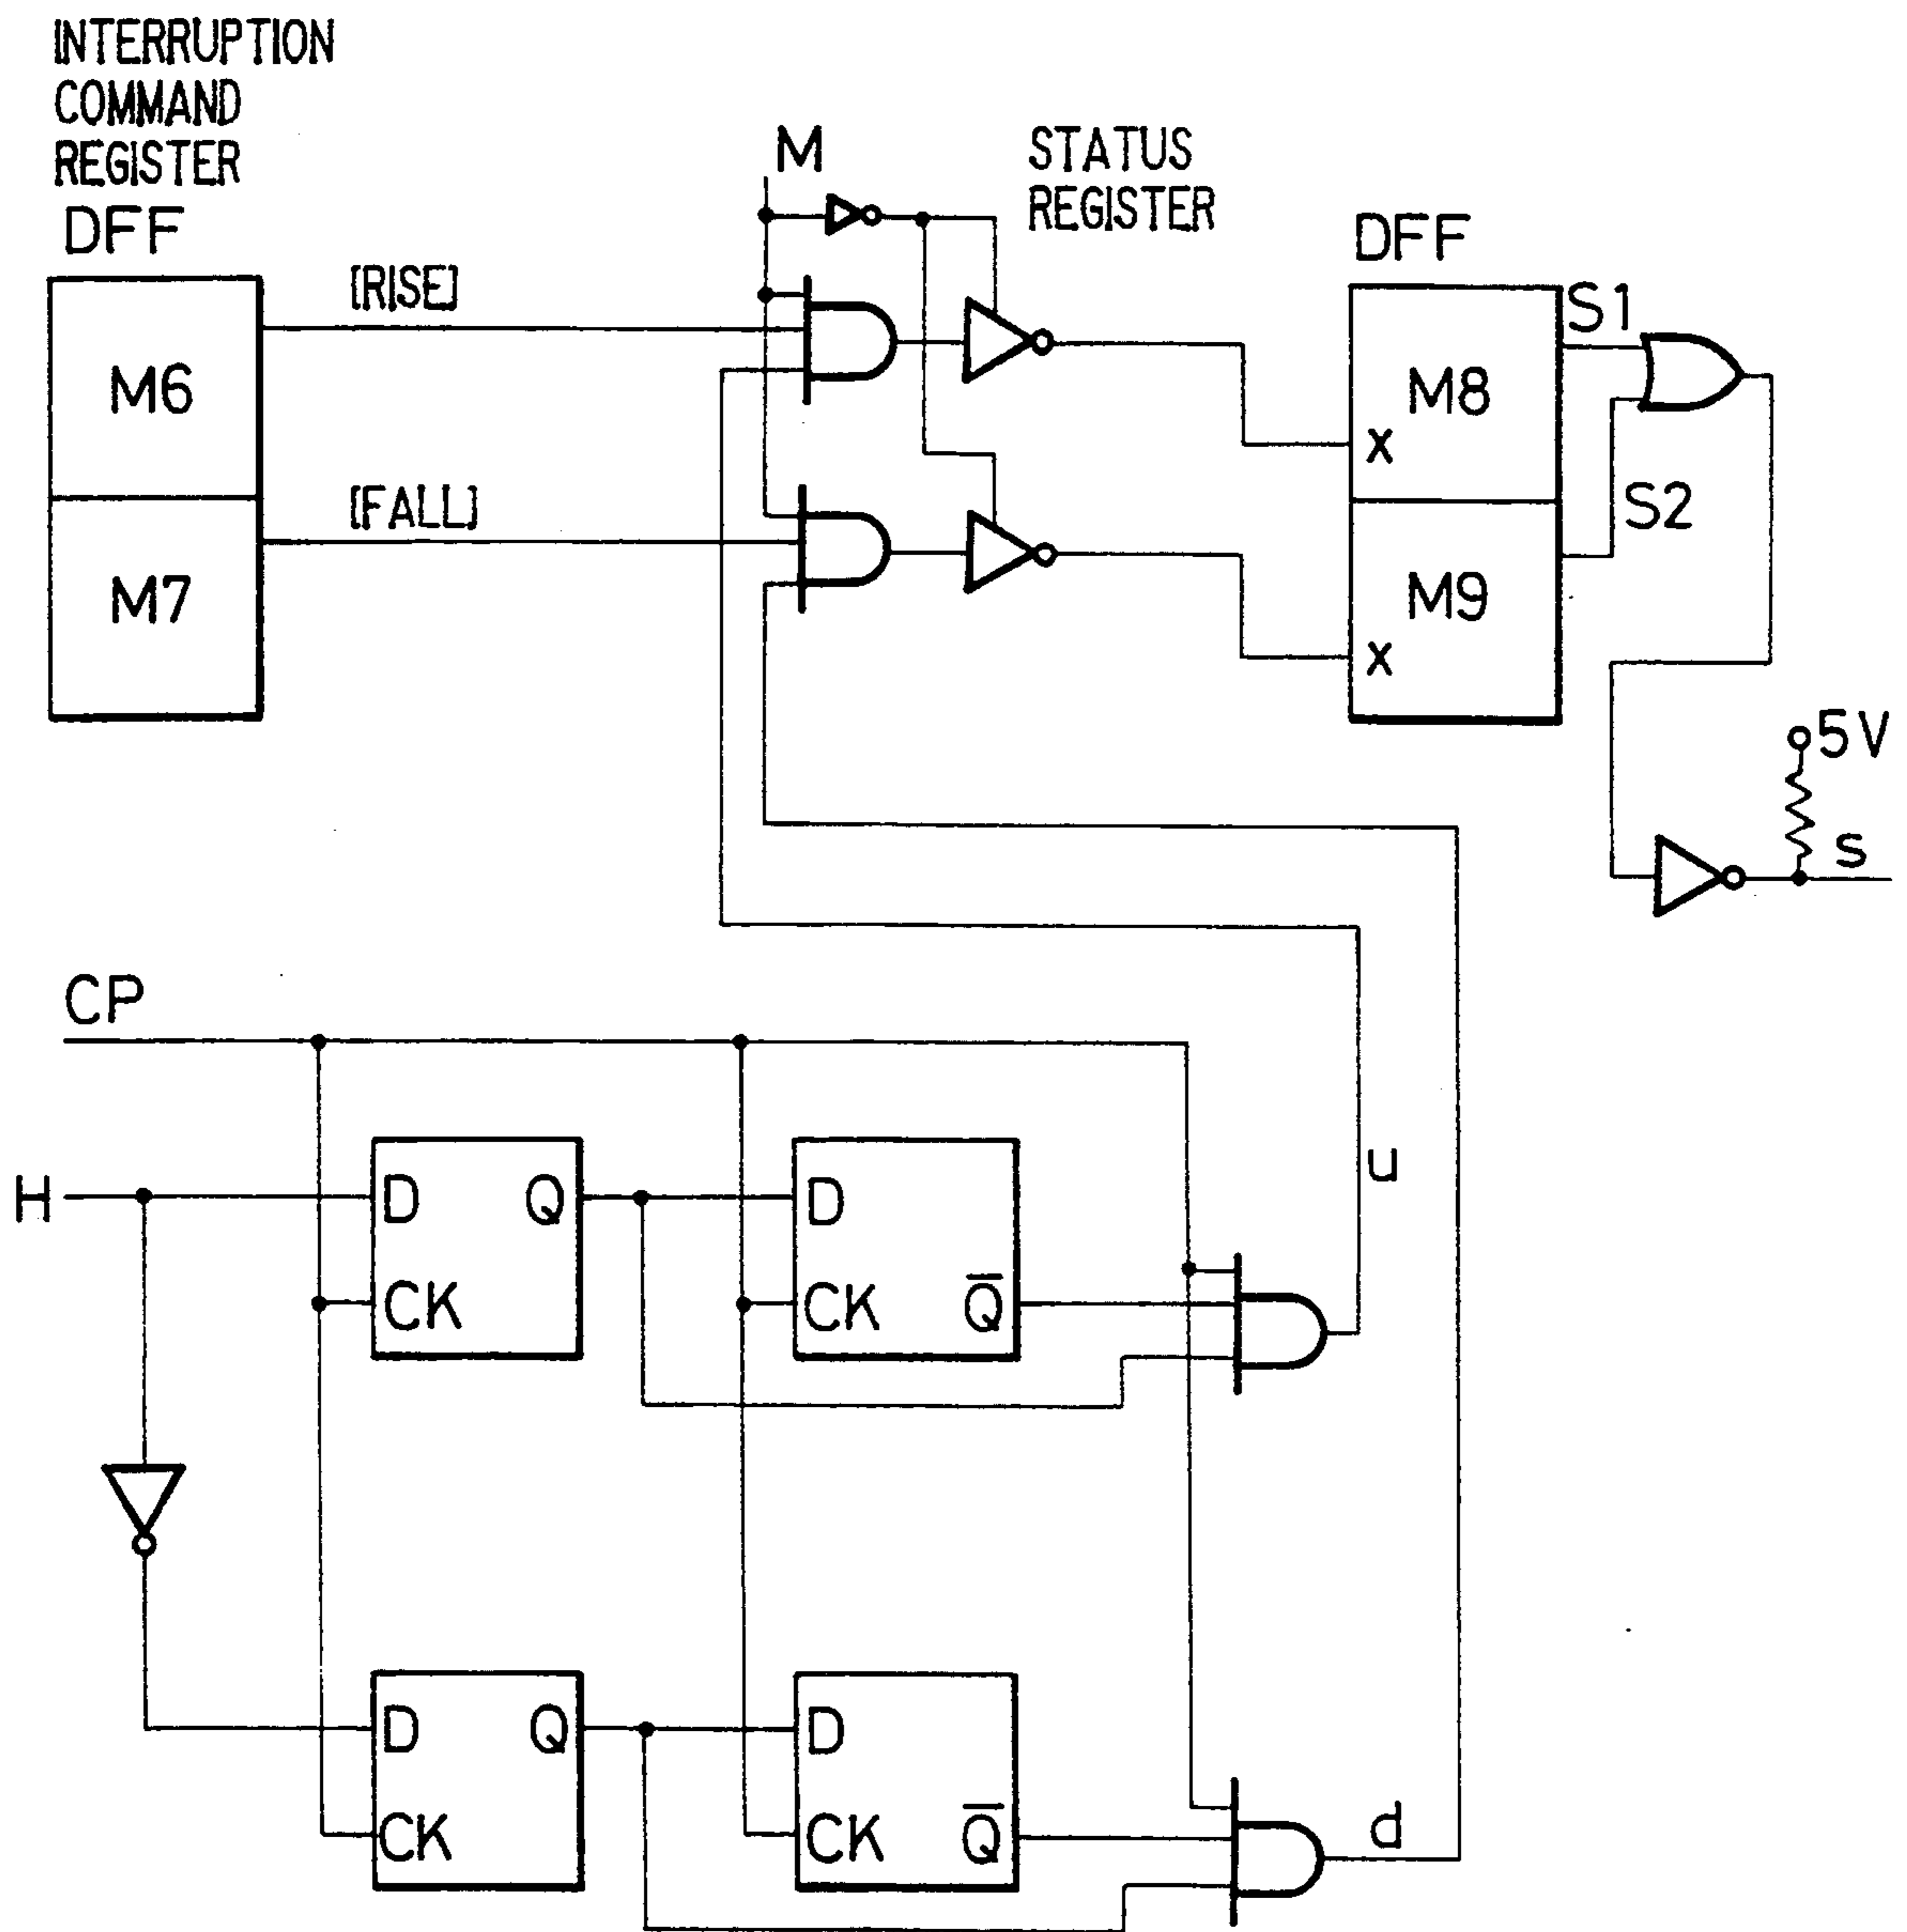 INTERRUPTION
COMMAND
REGISTER
DFF
M
STATUS
REGISTER
DFF
[RISE]
S1
M6
M8
x
[FALL]
S2
M7
M9
x
5V
s
CP
u
H
D Q
CK
D
CK Q̅
D Q
CK
D
CK Q̅
d